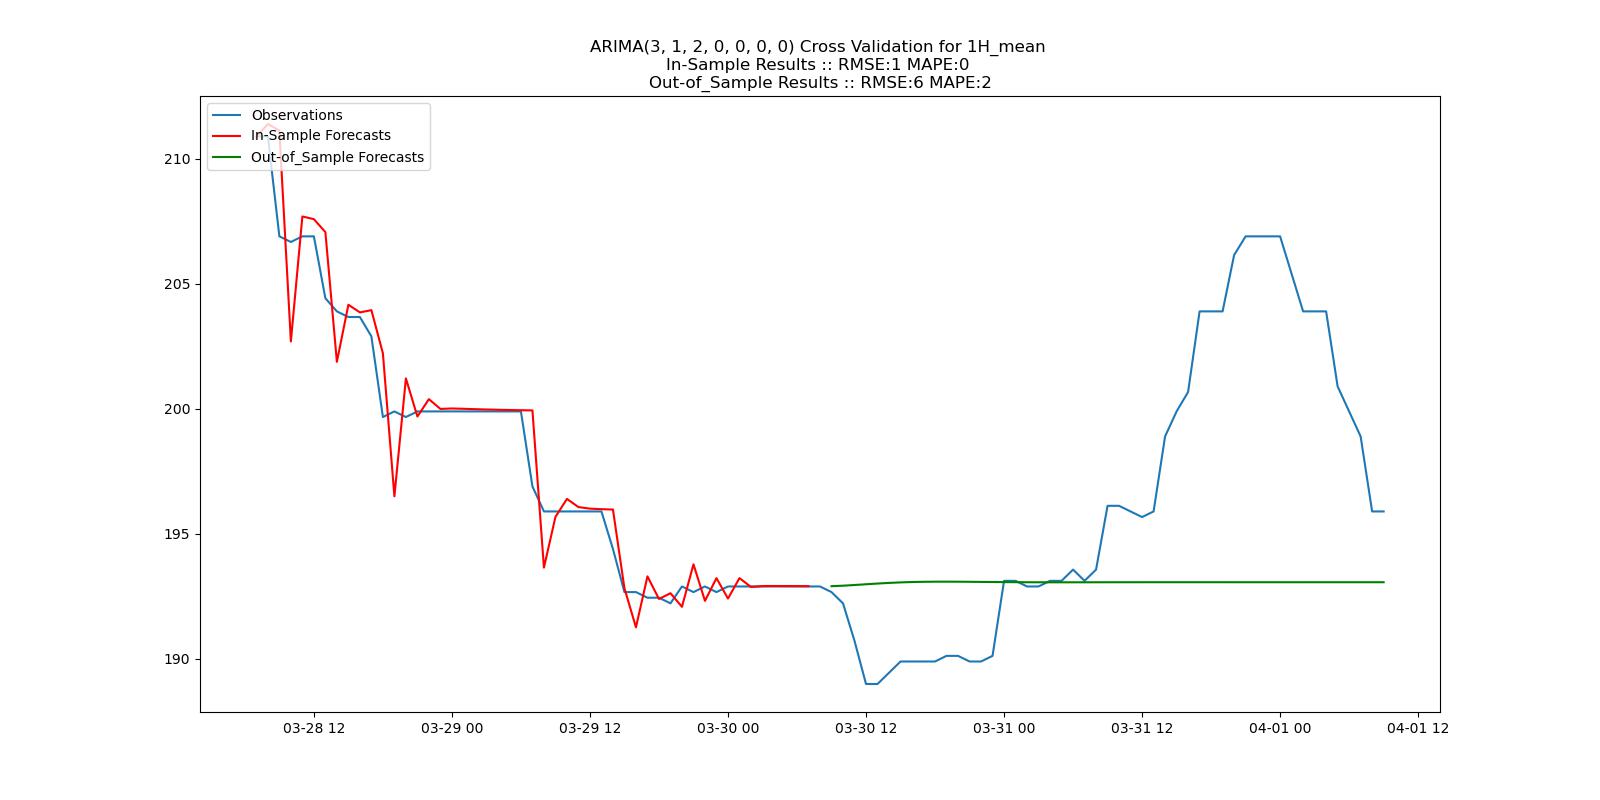 ARIMA(3, 1, 2, 0, 0, 0, 0) Cross Validation for 1H_mean
In-Sample Results :: RMSE:1 MAPE:0
Out-of_Sample Results :: RMSE:6 MAPE:2
Observations
In-Sample Forecasts
Out-of_Sample Forecasts
210
205
200
195
190
03-28 12
03-29 00
03-29 12
03-30 00
03-30 12
03-31 00
03-31 12
04-01 00
04-01 12